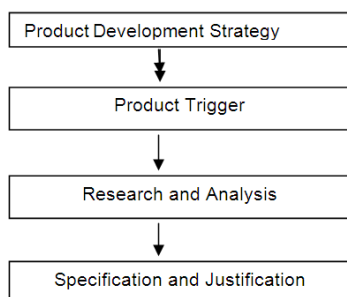 Product Development Strategy
Product Trigger
Research and Analysis
Specification and Justification